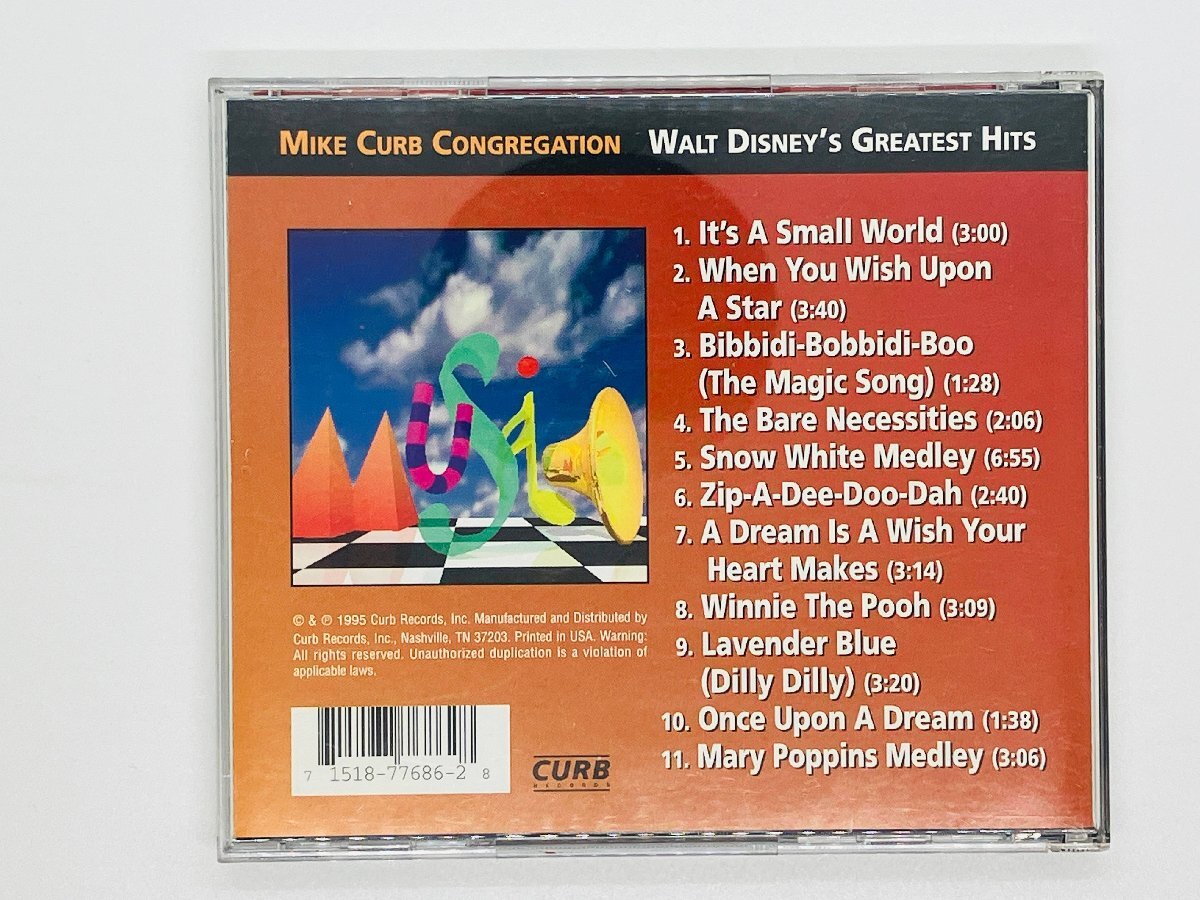 MIKE CURB CONGREGATION WALT DISNEY'S GREATEST HITS
1. It's A Small World (3:00)
2. When You Wish Upon
A Star (3:40)
3. Bibbidi-Bobbidi-Boo
(The Magic Song) (1:28)
4. The Bare Necessities (2:06)
5. Snow White Medley (6:55)
6. Zip-A-Dee-Doo-Dah (2:40)
7. A Dream Is A Wish Your
Heart Makes (3:14)
8. Winnie The Pooh (3:09)
9. Lavender Blue
(Dilly Dilly) (3:20)
10. Once Upon A Dream (1:38)
11. Mary Poppins Medley (3:06)
© & ℗ 1995 Curb Records, Inc. Manufactured and Distributed by
Curb Records, Inc., Nashville, TN 37203. Printed in USA. Warning:
All rights reserved. Unauthorized duplication is a violation of
applicable laws.
7 1518-77686-2 8
CURB
RECORDS